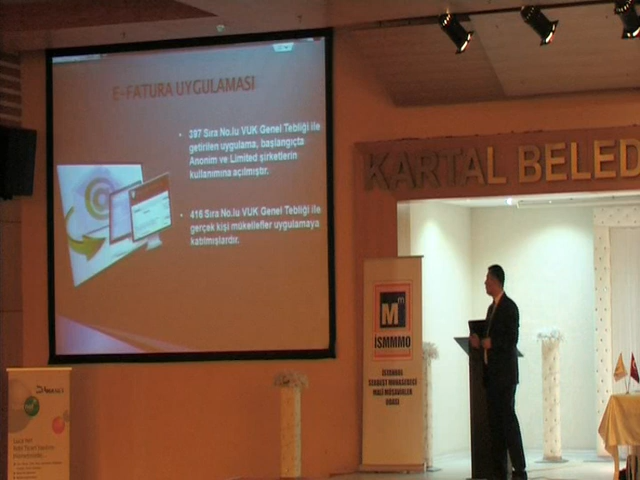 E-FATURA UYGULAMASI
• 397 Sıra No.lu VUK Genel Tebliği ile
getirilen uygulama, başlangıçta
Anonim ve Limited şirketlerin
kullanımına açılmıştır.
• 416 Sıra No.lu VUK Genel Tebliği ile
gerçek kişi mükellefler uygulamaya
katılmışlardır.
KARTAL BELED
M
m
İSMMMO
İSTANBUL
SERBEST MUHASEBECİ
MALİ MÜŞAVİRLER
ODASI